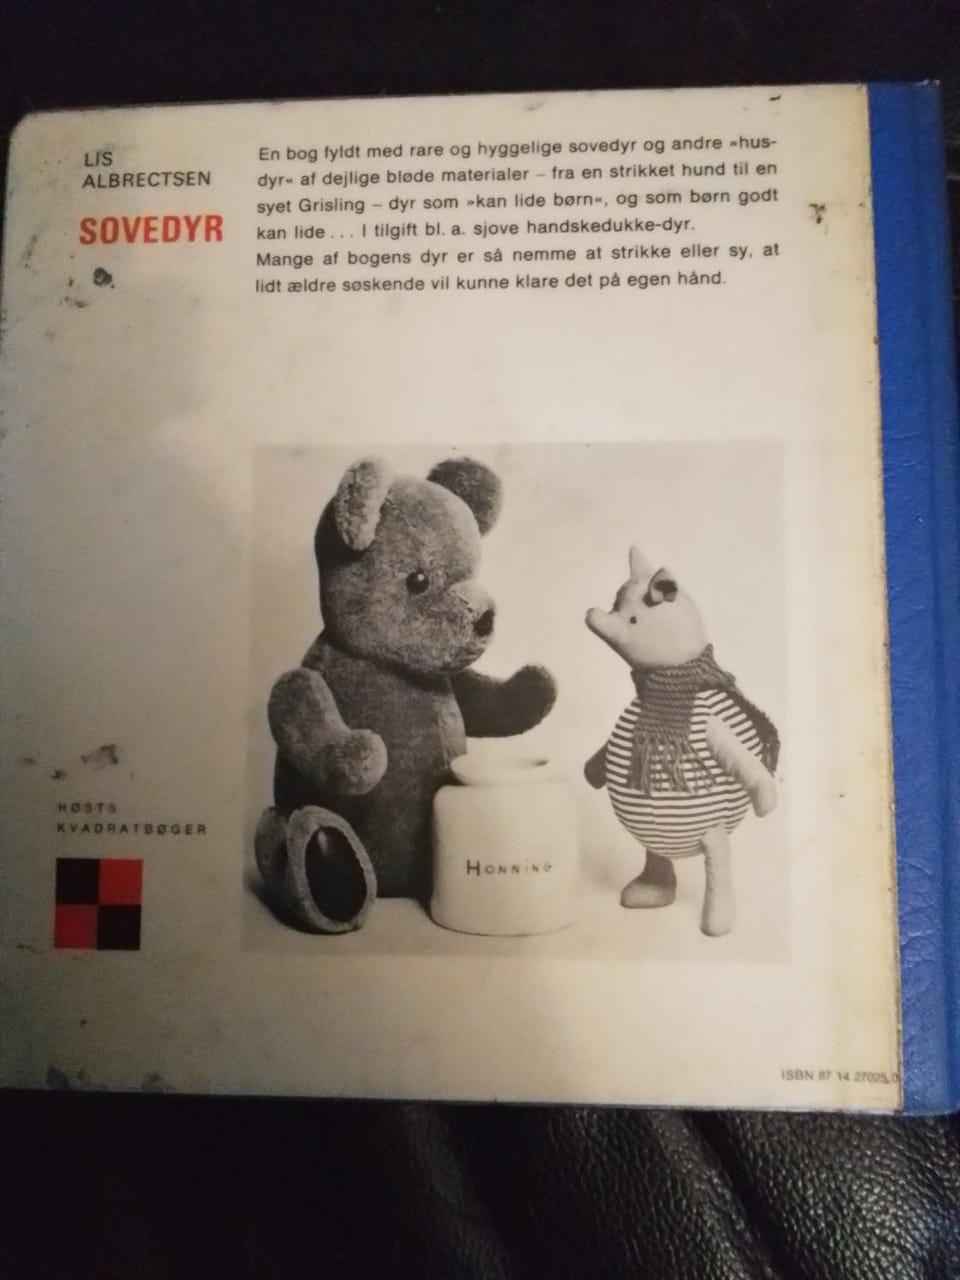 LIS
ALBRECTSEN
SOVEDYR
En bog fyldt med rare og hyggelige sovedyr og andre »hus-
dyr« af dejlige bløde materialer – fra en strikket hund til en
syet Grisling – dyr som »kan lide børn«, og som børn godt
kan lide . . . I tilgift bl. a. sjove handskedukke-dyr.
Mange af bogens dyr er så nemme at strikke eller sy, at
lidt ældre søskende vil kunne klare det på egen hånd.
HONNING
HØSTS
KVADRATBØGER
ISBN 87 14 27025 0